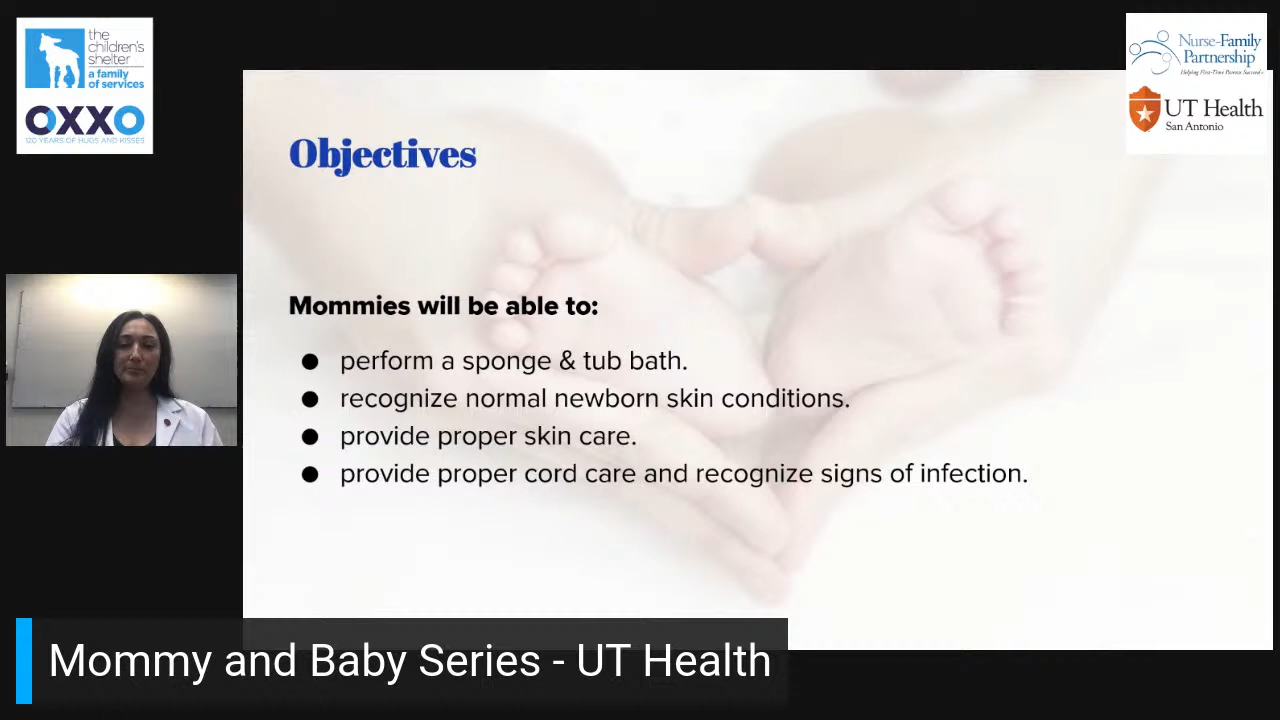 the
children's
shelter
a family
of services
OXXO
120 YEARS OF HUGS AND KISSES
Nurse-Family
Partnership
Helping First-Time Parents Succeed
UT Health
San Antonio
Objectives
Mommies will be able to:
● perform a sponge & tub bath.
● recognize normal newborn skin conditions.
● provide proper skin care.
● provide proper cord care and recognize signs of infection.
Mommy and Baby Series - UT Health